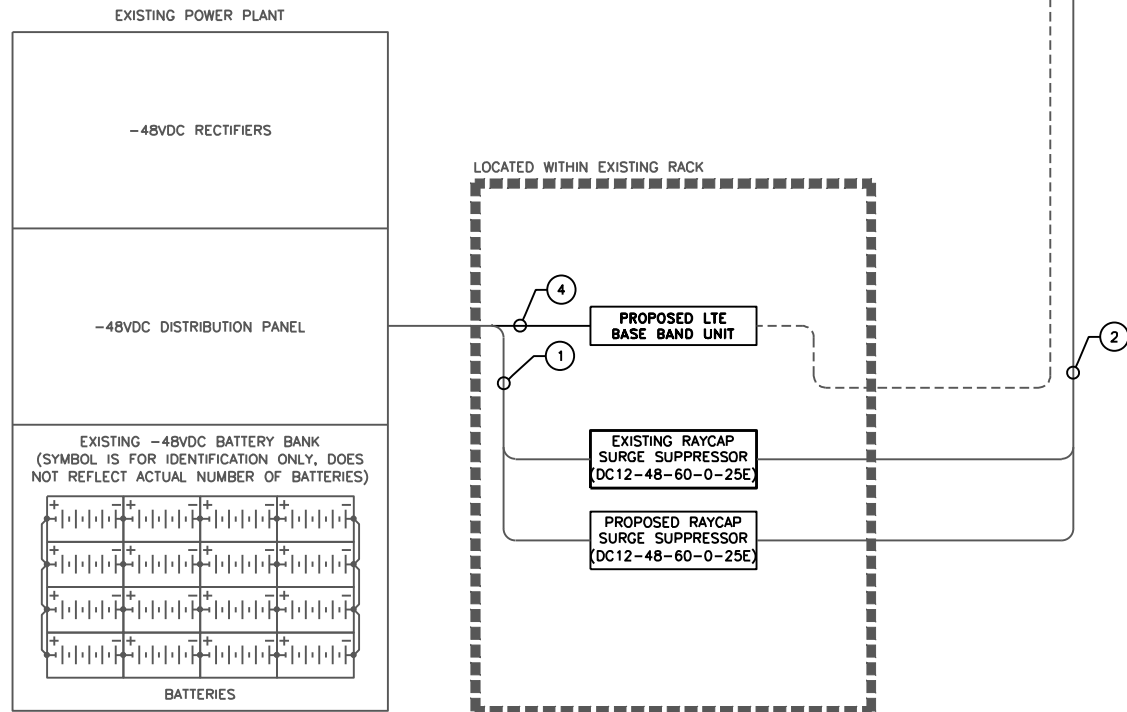 EXISTING POWER PLANT
-48VDC RECTIFIERS
LOCATED WITHIN EXISTING RACK
4
PROPOSED LTE
BASE BAND UNIT
-48VDC DISTRIBUTION PANEL
1
2
EXISTING -48VDC BATTERY BANK
(SYMBOL IS FOR IDENTIFICATION ONLY, DOES
NOT REFLECT ACTUAL NUMBER OF BATTERIES)
EXISTING RAYCAP
SURGE SUPPRESSOR
(DC12-48-60-0-25E)
PROPOSED RAYCAP
SURGE SUPPRESSOR
(DC12-48-60-0-25E)
+ - + - + - + -
+ - + - + - + -
+ - + - + - + -
+ - + - + - + -
BATTERIES